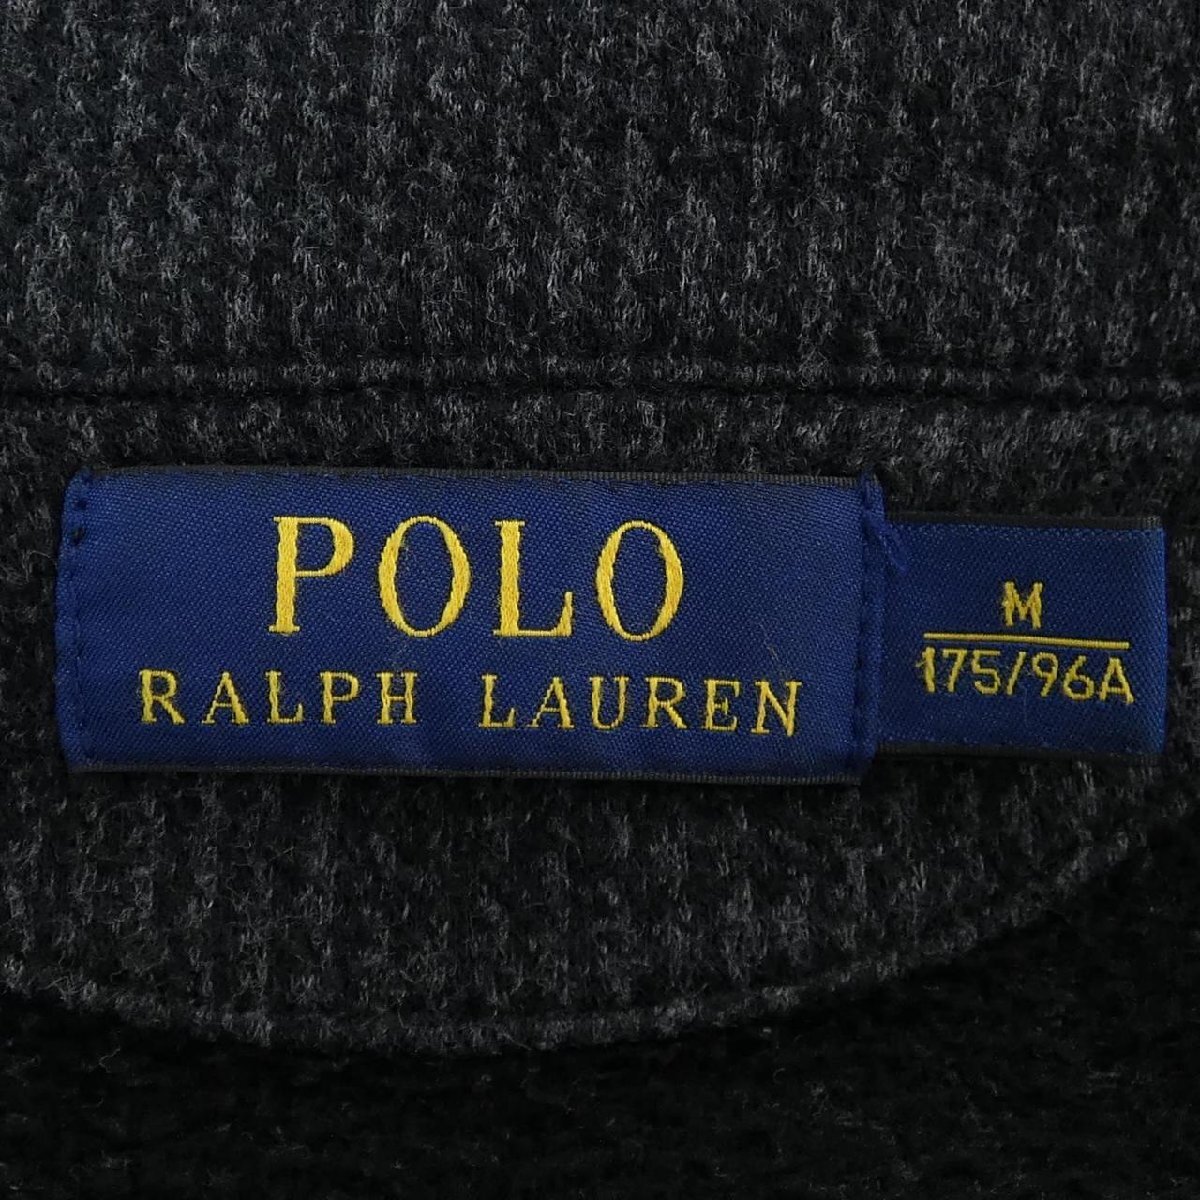 POLO
RALPH LAUREN
M
175/96A